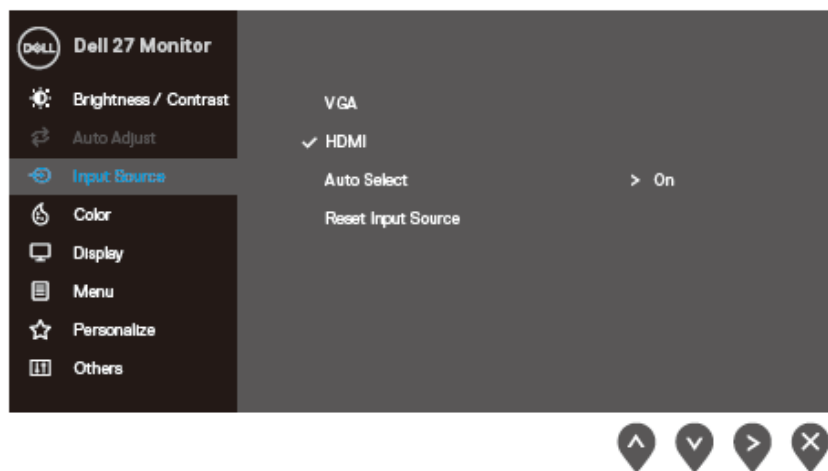 DELL Dell 27 Monitor
Brightness / Contrast
Auto Adjust
Input Source
Color
Display
Menu
Personalize
Others
VGA
HDMI
Auto Select > On
Reset Input Source